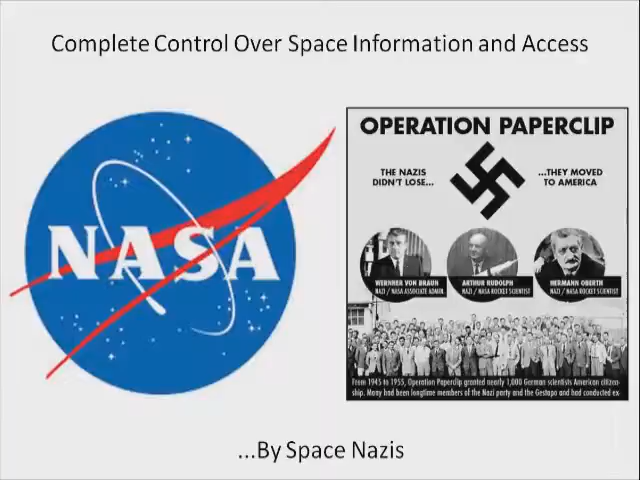 Complete Control Over Space Information and Access
NASA
OPERATION PAPERCLIP
THE NAZIS
DIDN'T LOSE...
...THEY MOVED
TO AMERICA
WERNHER VON BRAUN
NAZI / NASA ASSOCIATE ADMIN.
ARTHUR RUDOLPH
NAZI / NASA ROCKET SCIENTIST
HERMANN OBERTH
NAZI / NASA ROCKET SCIENTIST
From 1945 to 1955, Operation Paperclip granted nearly 1,000 German scientists American citizen-
ship. Many had been longtime members of the Nazi party and the Gestapo and had conducted ex-
...By Space Nazis